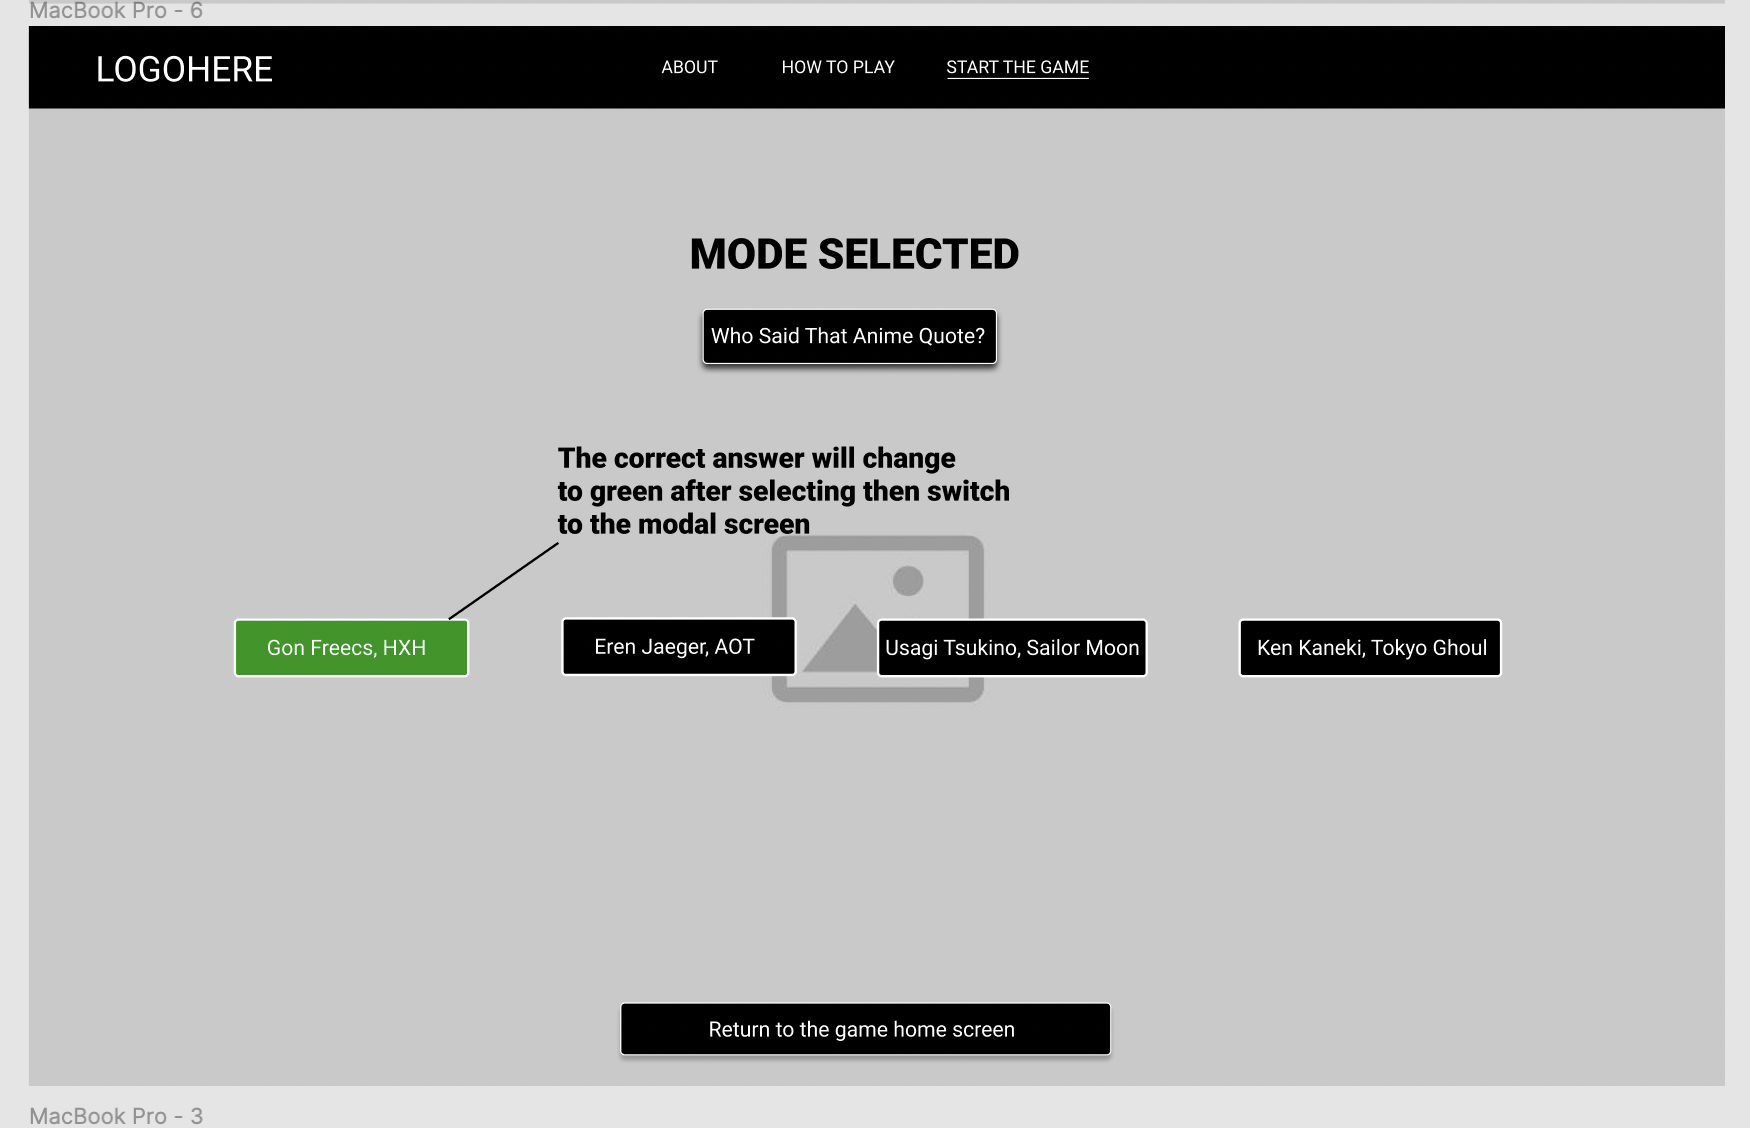 MacBook Pro - 6
LOGOHERE
ABOUT
HOW TO PLAY
START THE GAME
MODE SELECTED
Who Said That Anime Quote?
The correct answer will change
to green after selecting then switch
to the modal screen
Gon Freecs, HXH
Eren Jaeger, AOT
Usagi Tsukino, Sailor Moon
Ken Kaneki, Tokyo Ghoul
Return to the game home screen
MacBook Pro - 3